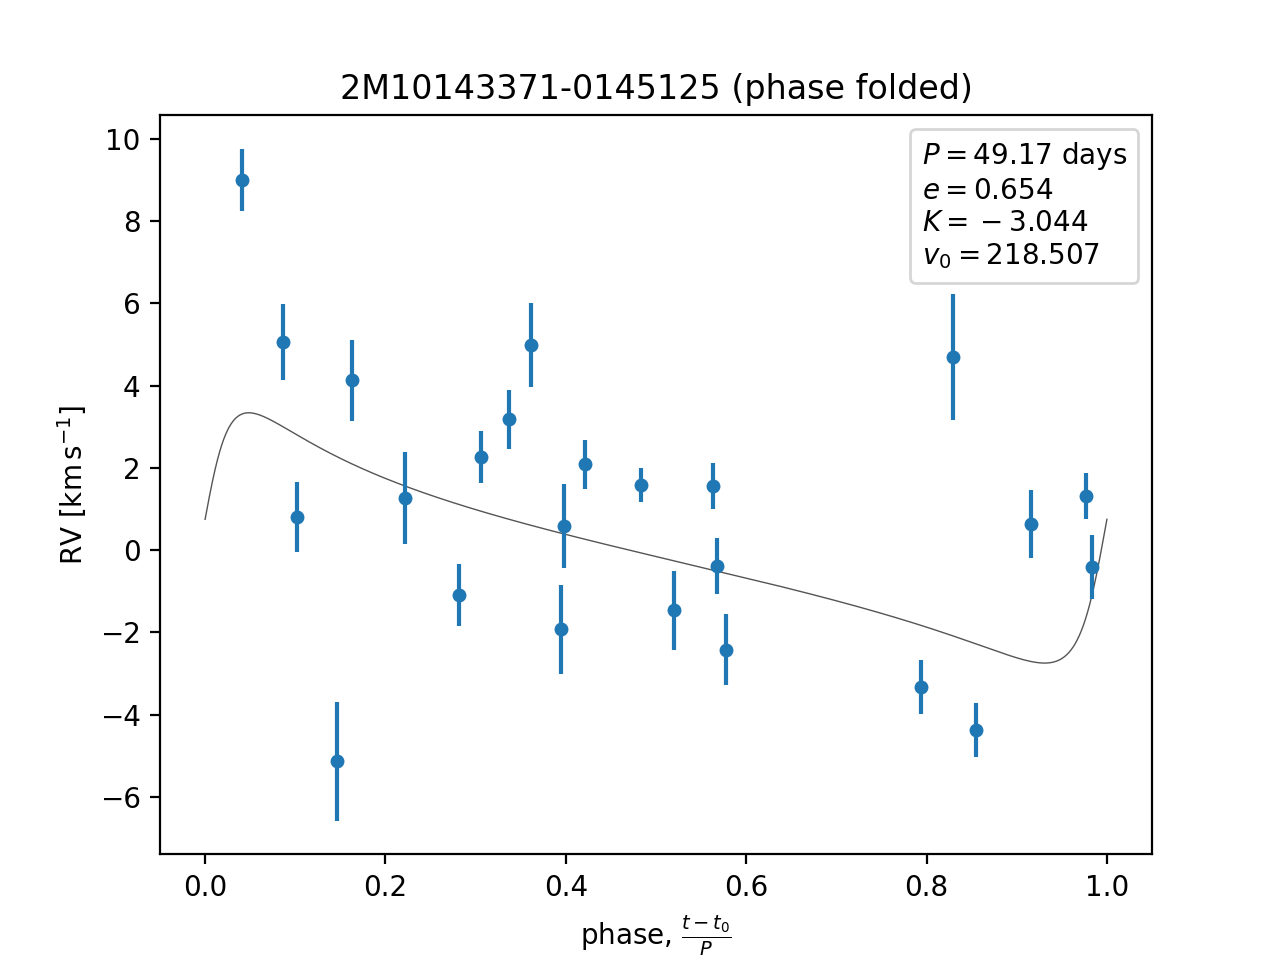 2M10143371-0145125 (phase folded)
P = 49.17 days
e = 0.654
K = −3.044
v₀ = 218.507
RV [km s⁻¹]
10
8
6
4
2
0
−2
−4
−6
0.0 0.2 0.4 0.6 0.8 1.0
phase, (t − t₀)/P